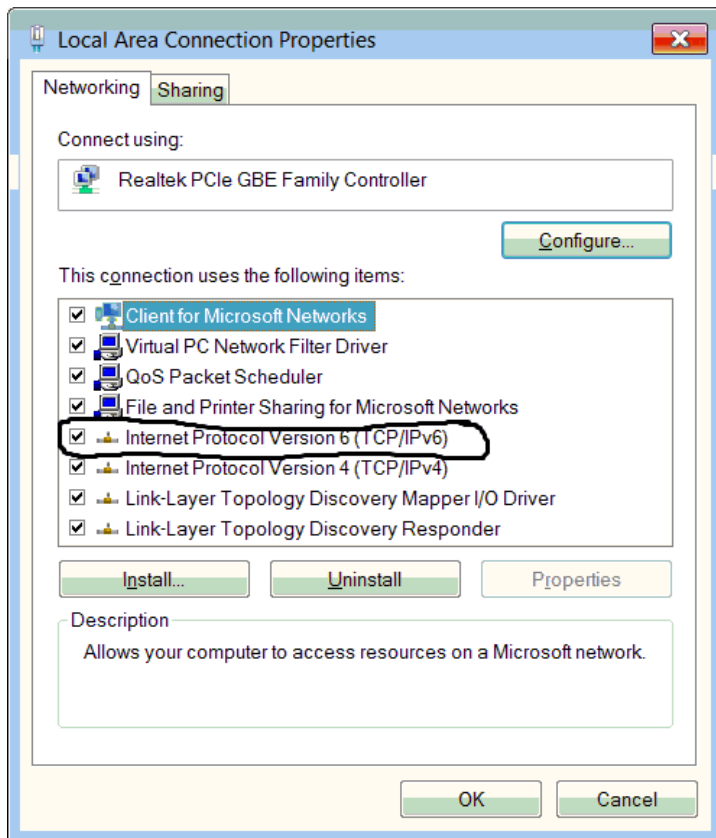 Local Area Connection Properties
Networking
Sharing
Connect using:
Realtek PCIe GBE Family Controller
Configure...
This connection uses the following items:
Client for Microsoft Networks
Virtual PC Network Filter Driver
QoS Packet Scheduler
File and Printer Sharing for Microsoft Networks
Internet Protocol Version 6 (TCP/IPv6)
Internet Protocol Version 4 (TCP/IPv4)
Link-Layer Topology Discovery Mapper I/O Driver
Link-Layer Topology Discovery Responder
Install...
Uninstall
Properties
Description
Allows your computer to access resources on a Microsoft network.
OK
Cancel